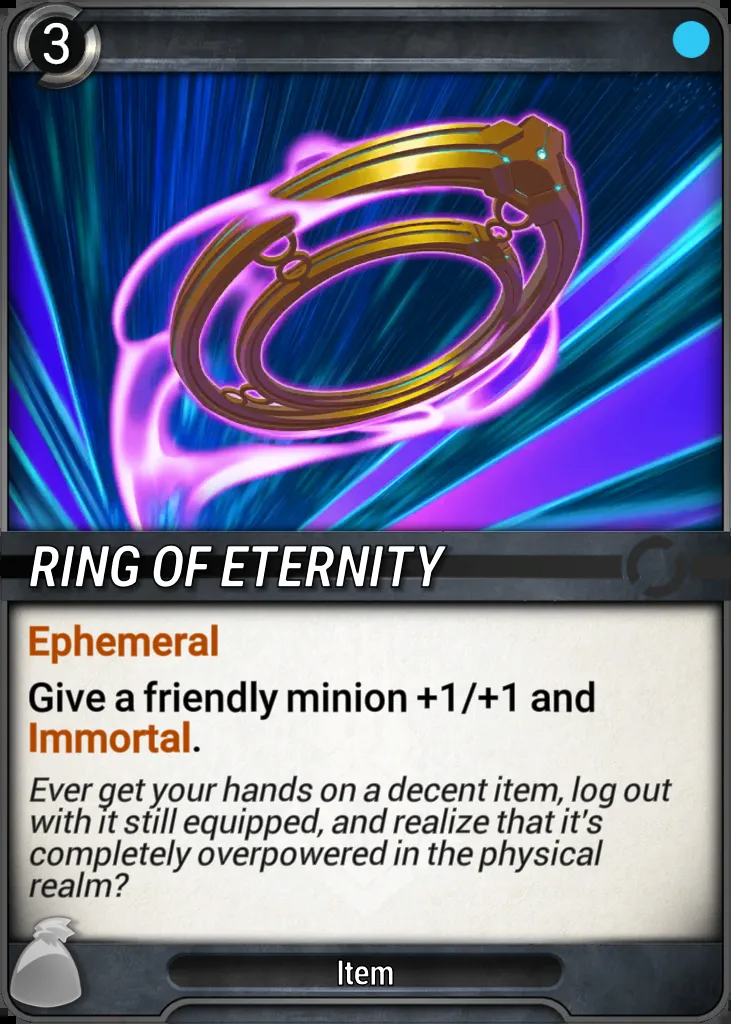 3
RING OF ETERNITY
Ephemeral
Give a friendly minion +1/+1 and
Immortal.
Ever get your hands on a decent item, log out
with it still equipped, and realize that it's
completely overpowered in the physical
realm?
Item